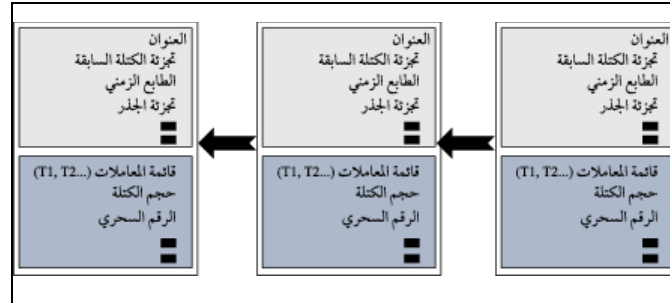 العنوان
تجزئة الكتلة السابقة
الطابع الزمني
تجزئة الجذر
قائمة المعاملات (T1, T2...)
حجم الكتلة
الرقم السحري
العنوان
تجزئة الكتلة السابقة
الطابع الزمني
تجزئة الجذر
قائمة المعاملات (T1, T2...)
حجم الكتلة
الرقم السحري
العنوان
تجزئة الكتلة السابقة
الطابع الزمني
تجزئة الجذر
قائمة المعاملات (T1, T2...)
حجم الكتلة
الرقم السحري